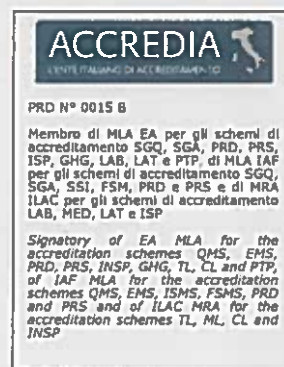 ACCREDIA
L'ENTE ITALIANO DI ACCREDITAMENTO
PRD N° 0015 B
Membro di MLA EA per gli schemi di
accreditamento SGQ, SGA, PRD, PRS,
ISP, GHG, LAB, LAT e PTP, di MLA IAF
per gli schemi di accreditamento SGQ,
SGA, SSI, FSM, PRD e PRS e di MRA
ILAC per gli schemi di accreditamento
LAB, MED, LAT e ISP
Signatory of EA MLA for the
accreditation schemes QMS, EMS,
PRD, PRS, INSP, GHG, TL, CL and PTP,
of IAF MLA for the accreditation
schemes QMS, EMS, ISMS, FSMS, PRD
and PRS and of ILAC MRA for the
accreditation schemes TL, ML, CL and
INSP